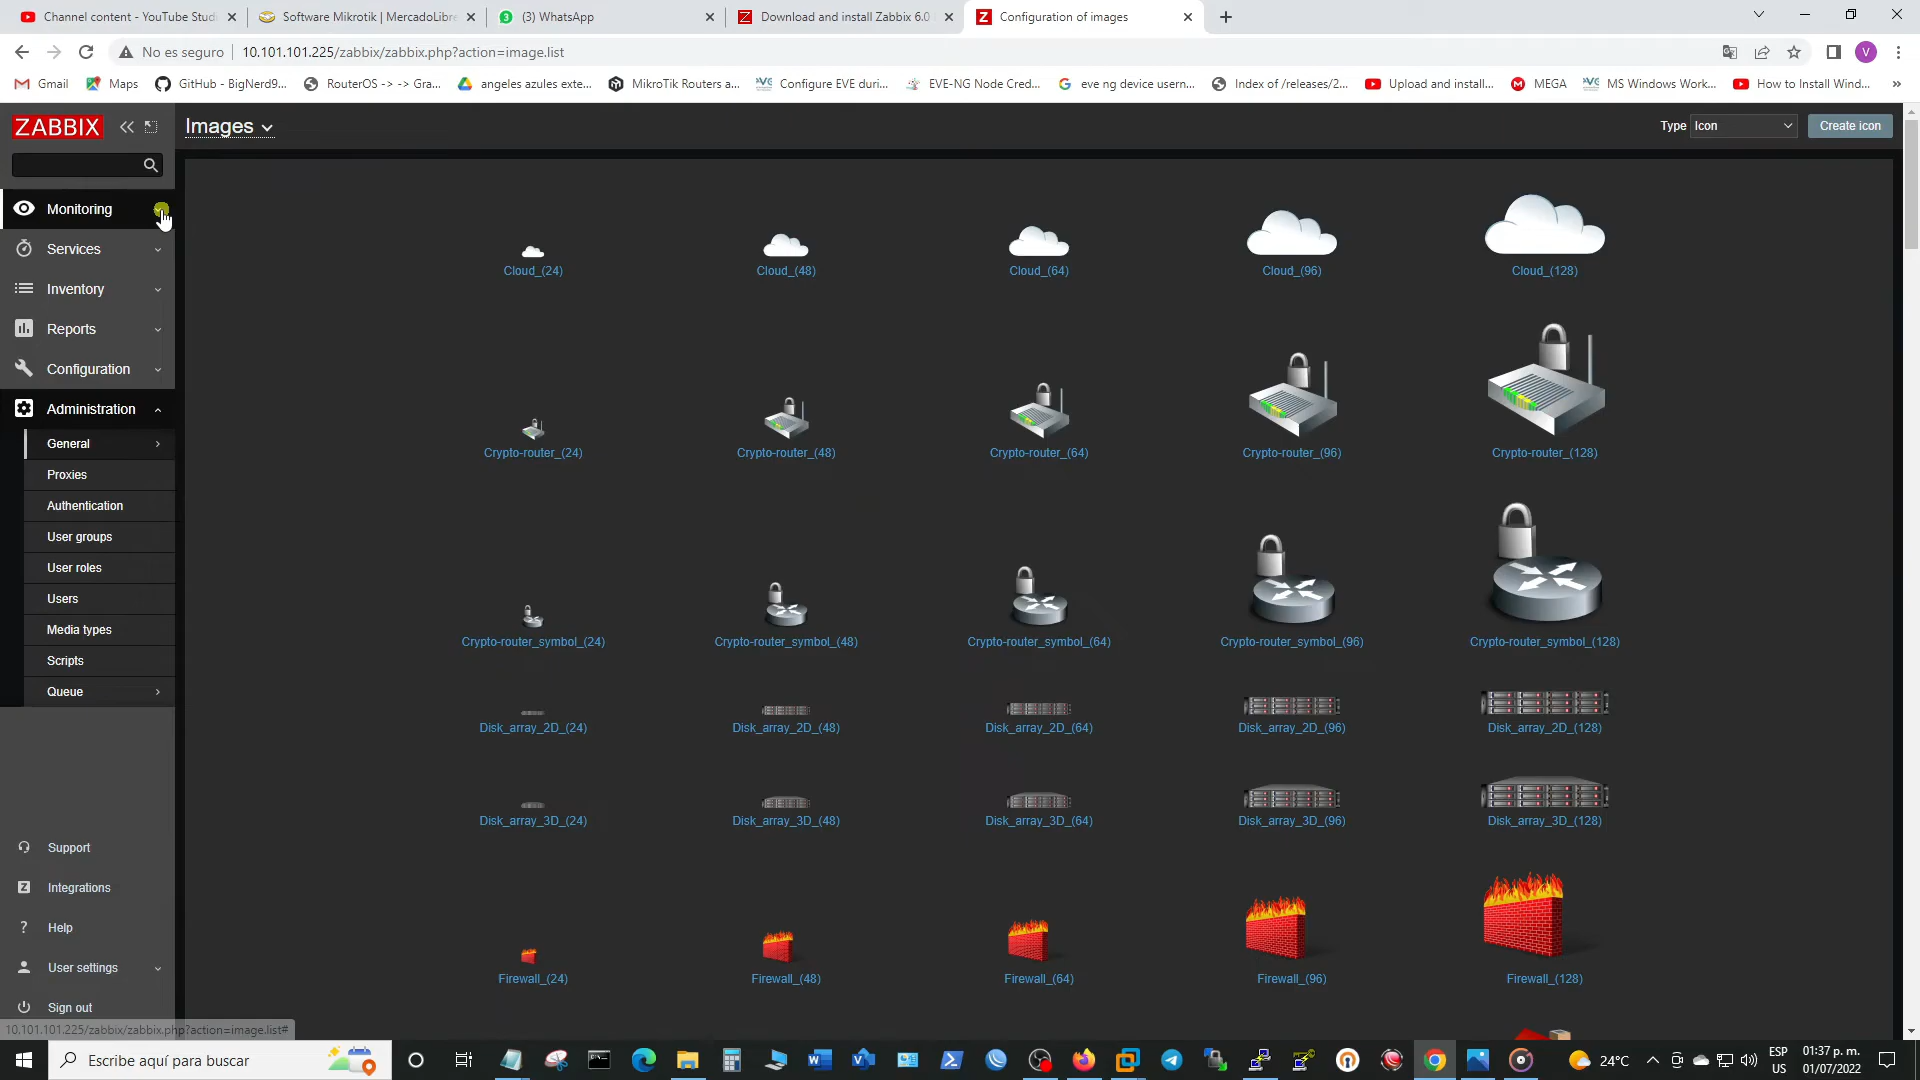 Channel content - YouTube Studi
Software Mikrotik | MercadoLibre
(3) WhatsApp
Download and install Zabbix 6.0
Configuration of images
No es seguro
10.101.101.225/zabbix/zabbix.php?action=image.list
V
Gmail
Maps
GitHub - BigNerd9...
RouterOS -> -> Gra...
angeles azules exte...
MikroTik Routers a...
Configure EVE duri...
EVE-NG Node Cred...
eve ng device usern...
Index of /releases/2...
Upload and install...
MEGA
MS Windows Work...
How to Install Wind...
»
ZABBIX
Images
Type
Icon
Create icon
Monitoring
Services
Inventory
Reports
Configuration
Administration
General
Proxies
Authentication
User groups
User roles
Users
Media types
Scripts
Queue
Support
Integrations
Help
User settings
Sign out
Cloud_(24)
Cloud_(48)
Cloud_(64)
Cloud_(96)
Cloud_(128)
Crypto-router_(24)
Crypto-router_(48)
Crypto-router_(64)
Crypto-router_(96)
Crypto-router_(128)
Crypto-router_symbol_(24)
Crypto-router_symbol_(48)
Crypto-router_symbol_(64)
Crypto-router_symbol_(96)
Crypto-router_symbol_(128)
Disk_array_2D_(24)
Disk_array_2D_(48)
Disk_array_2D_(64)
Disk_array_2D_(96)
Disk_array_2D_(128)
Disk_array_3D_(24)
Disk_array_3D_(48)
Disk_array_3D_(64)
Disk_array_3D_(96)
Disk_array_3D_(128)
Firewall_(24)
Firewall_(48)
Firewall_(64)
Firewall_(96)
Firewall_(128)
10.101.101.225/zabbix/zabbix.php?action=image.list#
Escribe aquí para buscar
24°C
ESP
US
01:37 p. m.
01/07/2022